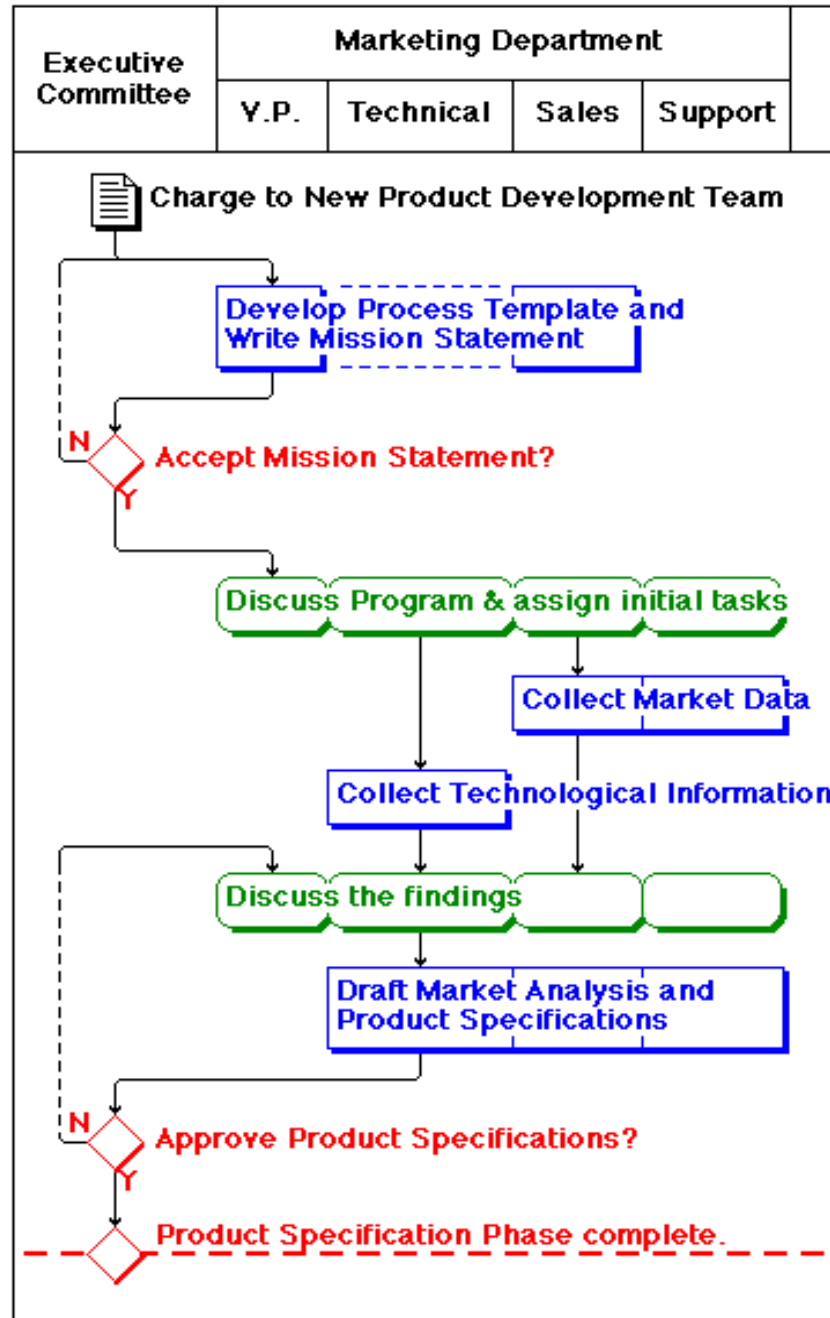 Executive
Committee
Marketing Department
V.P.
Technical
Sales
Support
Charge to New Product Development Team
Develop Process Template and
Write Mission Statement
N
Accept Mission Statement?
Y
Discuss Program & assign initial tasks
Collect Market Data
Collect Technological Information
Discuss the findings
Draft Market Analysis and
Product Specifications
N
Approve Product Specifications?
Y
Product Specification Phase complete.